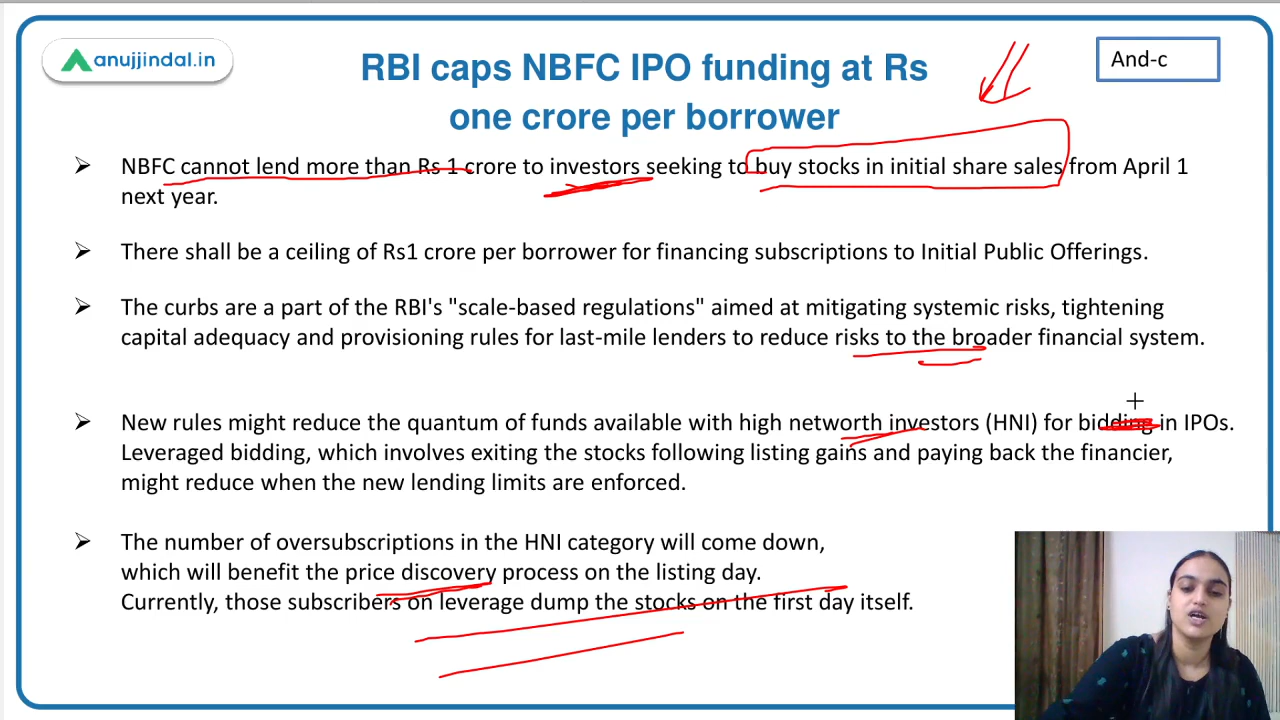 anujjindal.in
RBI caps NBFC IPO funding at Rs
one crore per borrower
And-c
NBFC cannot lend more than Rs 1 crore to investors seeking to buy stocks in initial share sales from April 1
next year.
There shall be a ceiling of Rs1 crore per borrower for financing subscriptions to Initial Public Offerings.
The curbs are a part of the RBI's "scale-based regulations" aimed at mitigating systemic risks, tightening
capital adequacy and provisioning rules for last-mile lenders to reduce risks to the broader financial system.
New rules might reduce the quantum of funds available with high networth investors (HNI) for bidding in IPOs.
Leveraged bidding, which involves exiting the stocks following listing gains and paying back the financier,
might reduce when the new lending limits are enforced.
The number of oversubscriptions in the HNI category will come down,
which will benefit the price discovery process on the listing day.
Currently, those subscribers on leverage dump the stocks on the first day itself.